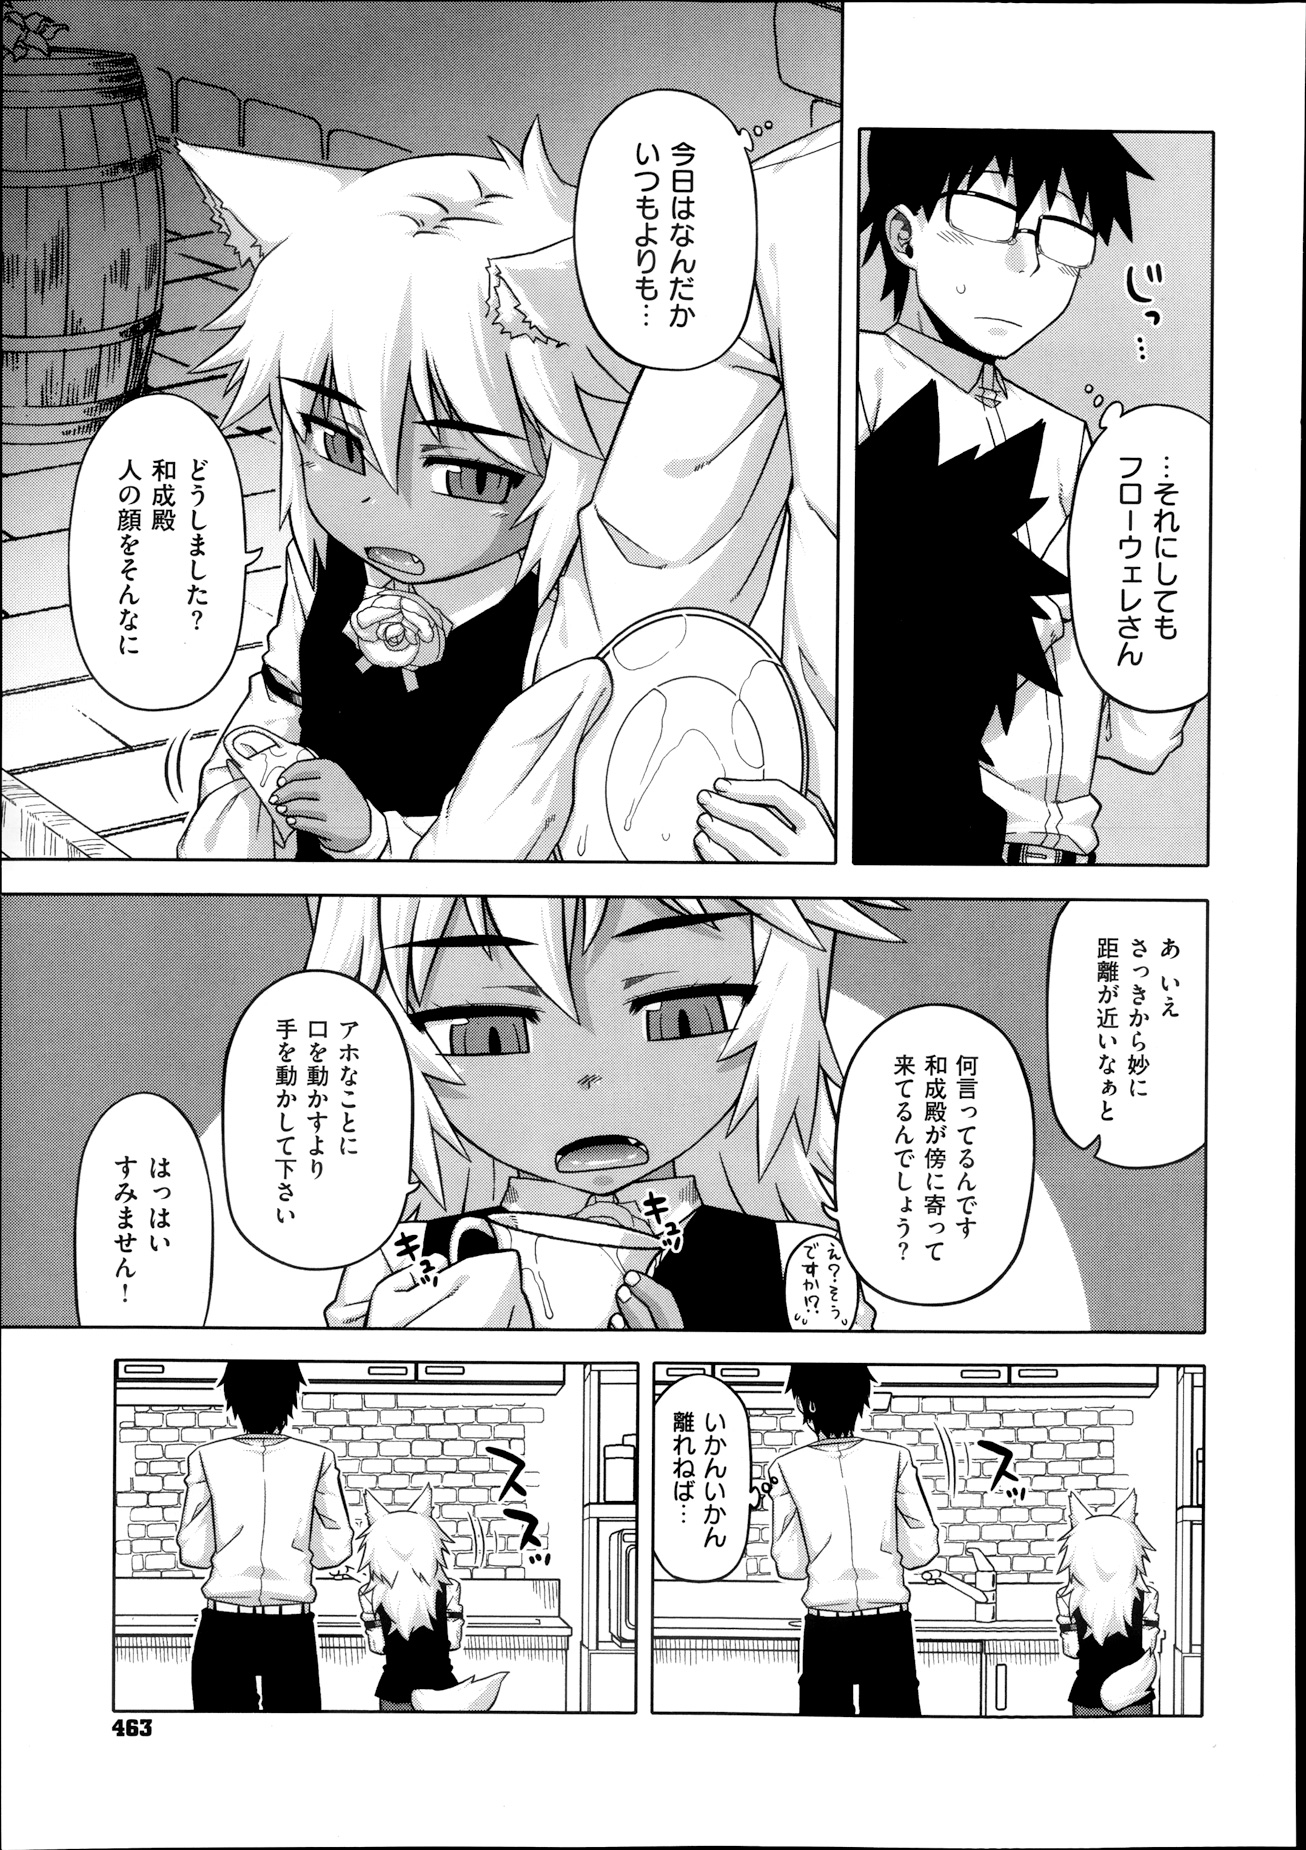 じっ…
…それにしても
フローウェレさん
今日はなんだか
いつもよりも…
どうしました?
和成殿
人の顔をそんなに
あ いえ
さっきから妙に
距離が近いなぁと
何言ってるんです
和成殿が傍に寄って
来てるんでしょう?
え?そう
ですか!?
キュッ
キュッ
アホなことに
口を動かすより
手を動かして下さい
はっはい
すみません!
スッ
いかんいかん
離れねば…
スススッ
463